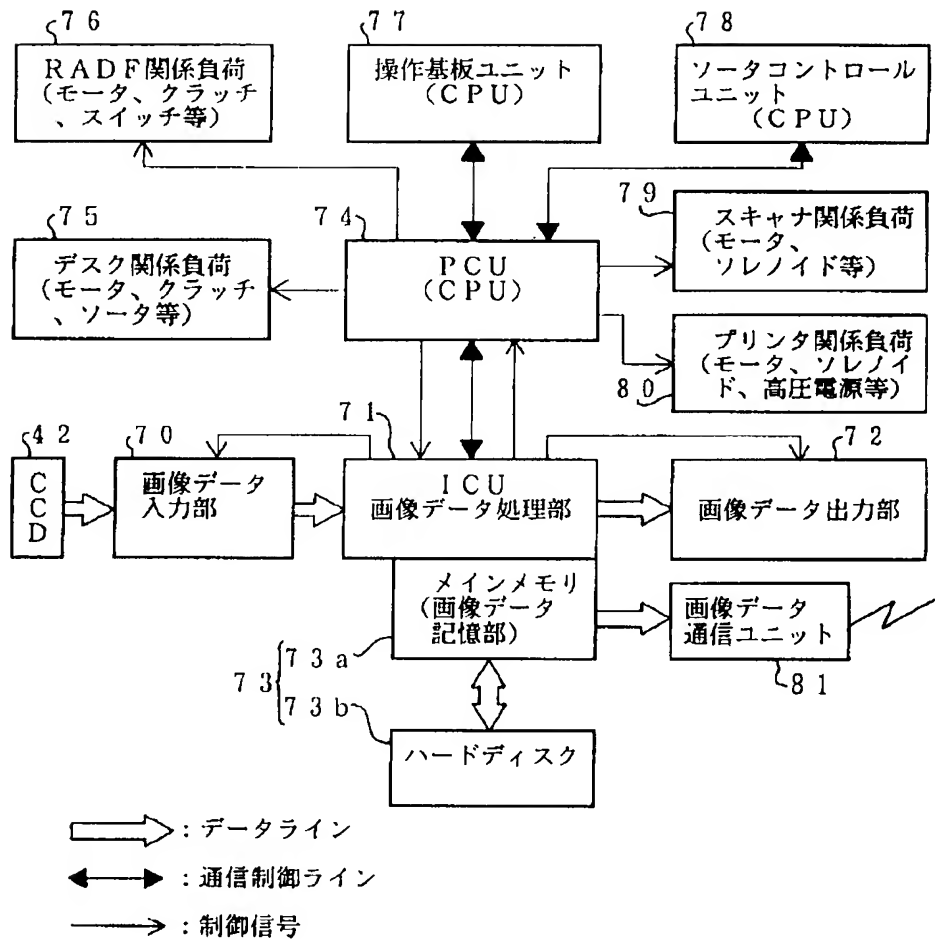 ７６
ＲＡＤＦ関係負荷
（モータ、クラッチ
、スイッチ等）
７７
操作基板ユニット
（ＣＰＵ）
７８
ソータコントロール
ユニット
（ＣＰＵ）
７５
デスク関係負荷
（モータ、クラッチ
、ソータ等）
７４
ＰＣＵ
（ＣＰＵ）
７９
スキャナ関係負荷
（モータ、
ソレノイド等）
８０
プリンタ関係負荷
（モータ、ソレノイ
ド、高圧電源等）
４２
ＣＣＤ
７０
画像データ
入力部
７１
ＩＣＵ
画像データ処理部
７２
画像データ出力部
メインメモリ
（画像データ
記憶部）
画像データ
通信ユニット
８１
７３
７３ａ
７３ｂ
ハードディスク
：データライン
：通信制御ライン
：制御信号